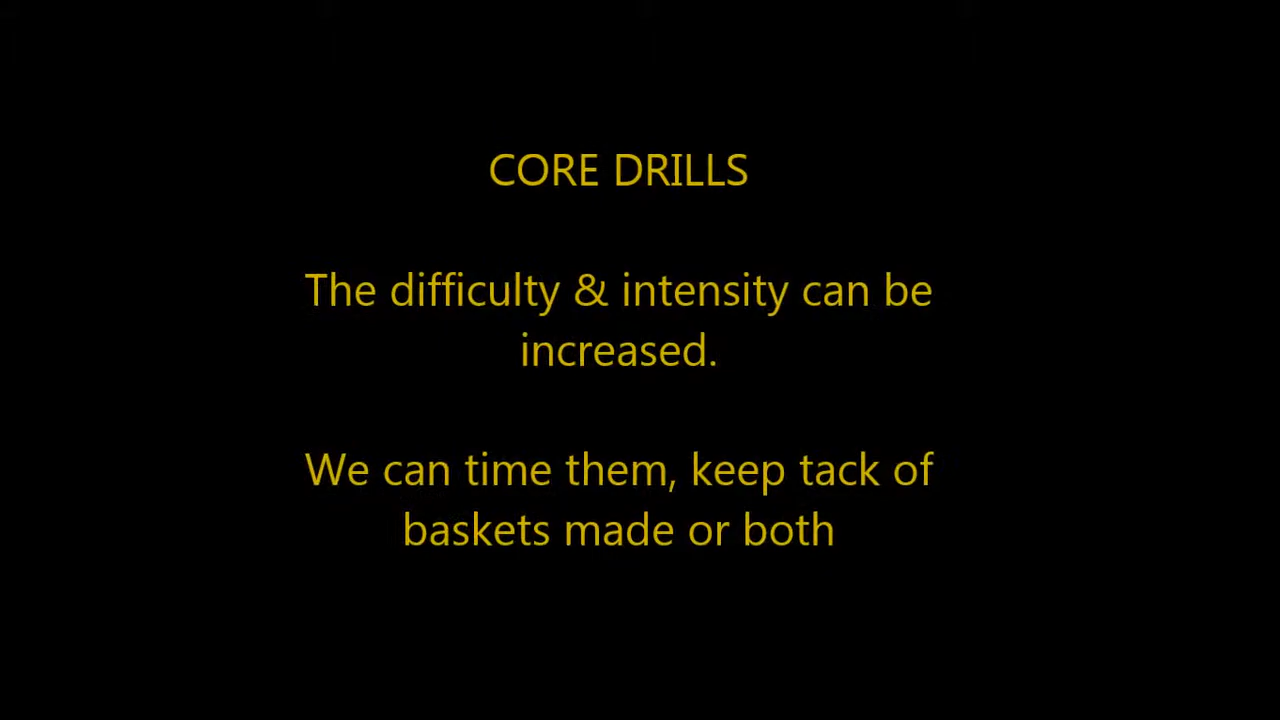 CORE DRILLS
The difficulty & intensity can be
increased.
We can time them, keep tack of
baskets made or both